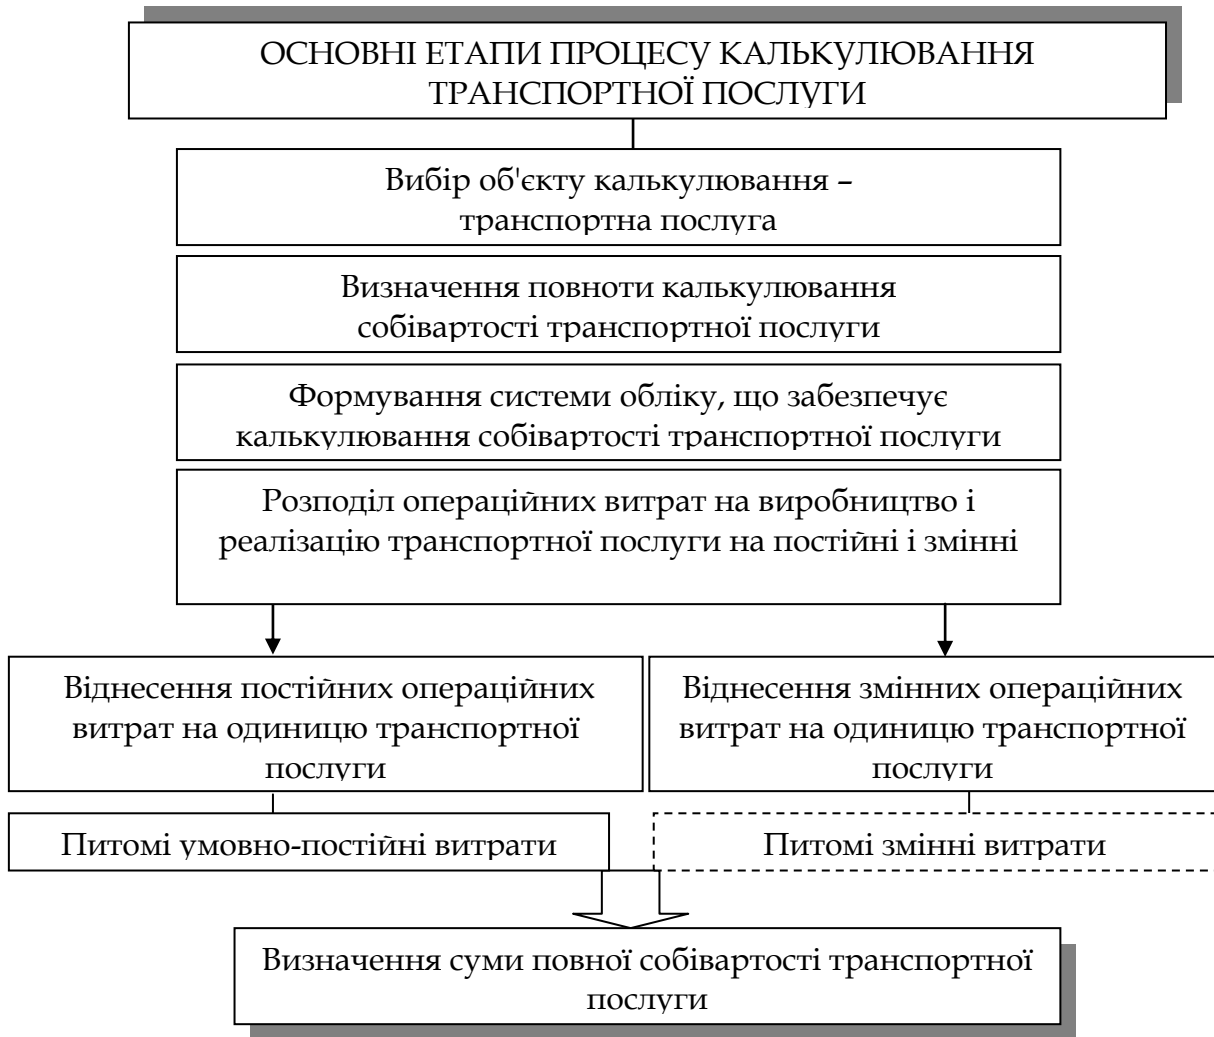 ОСНОВНІ ЕТАПИ ПРОЦЕСУ КАЛЬКУЛЮВАННЯ
ТРАНСПОРТНОЇ ПОСЛУГИ
Вибір об'єкту калькулювання –
транспортна послуга
Визначення повноти калькулювання
собівартості транспортної послуги
Формування системи обліку, що забезпечує
калькулювання собівартості транспортної послуги
Розподіл операційних витрат на виробництво і
реалізацію транспортної послуги на постійні і змінні
Віднесення постійних операційних
витрат на одиницю транспортної
послуги
Віднесення змінних операційних
витрат на одиницю транспортної
послуги
Питомі умовно-постійні витрати
Питомі змінні витрати
Визначення суми повної собівартості транспортної
послуги